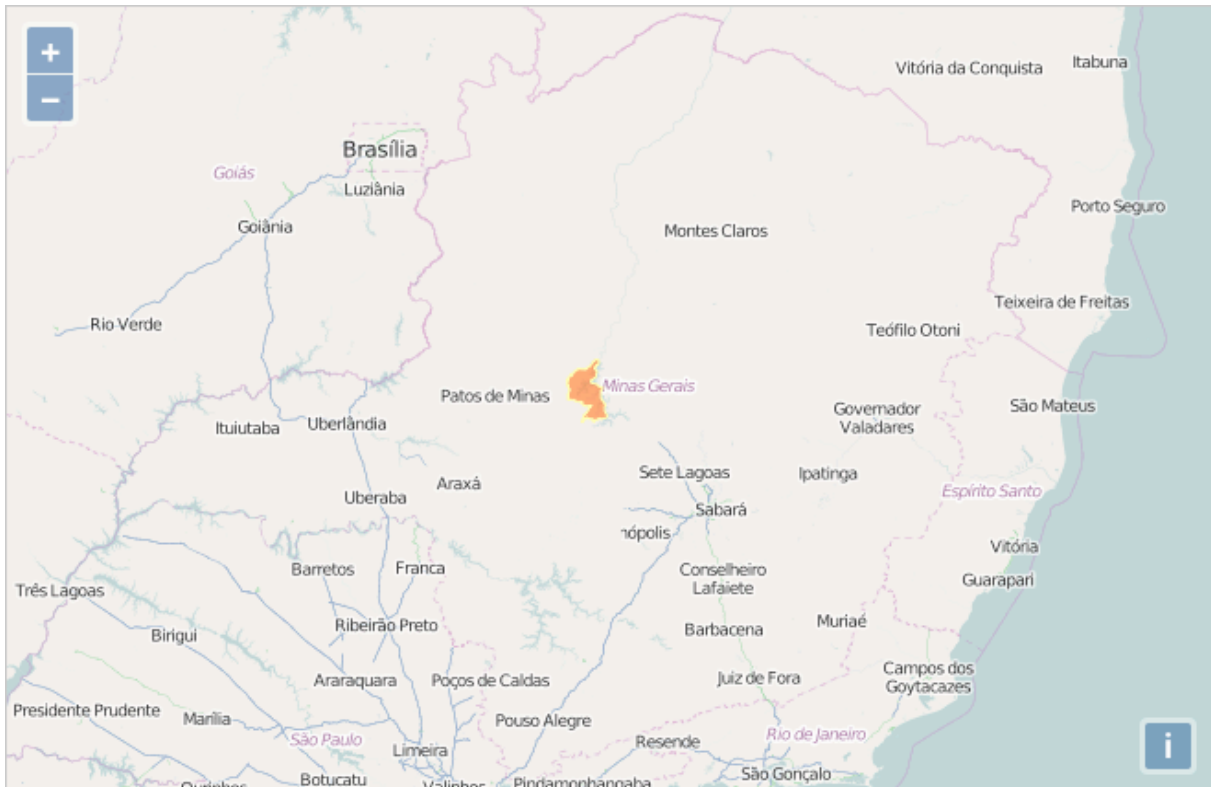 +
Vitória da Conquista
Itabuna
−
Brasília
Goiás
Luziânia
Porto Seguro
Goiânia
Montes Claros
Teixeira de Freitas
Rio Verde
Teófilo Otoni
Minas Gerais
Patos de Minas
São Mateus
Governador
Valadares
Ituiutaba
Uberlândia
Sete Lagoas
Ipatinga
Araxá
Espírito Santo
Uberaba
Sabará
nópolis
Vitória
Barretos
Franca
Conselheiro
Lafaiete
Guarapari
Três Lagoas
Muriaé
Ribeirão Preto
Barbacena
Birigui
Campos dos
Goytacazes
Juiz de Fora
Araraquara
Poços de Caldas
Presidente Prudente
Marília
Pouso Alegre
São Paulo
Resende
Rio de Janeiro
i
Limeira
São Gonçalo
Botucatu
Valinhos
Pindamonhangaba
Ourinhos